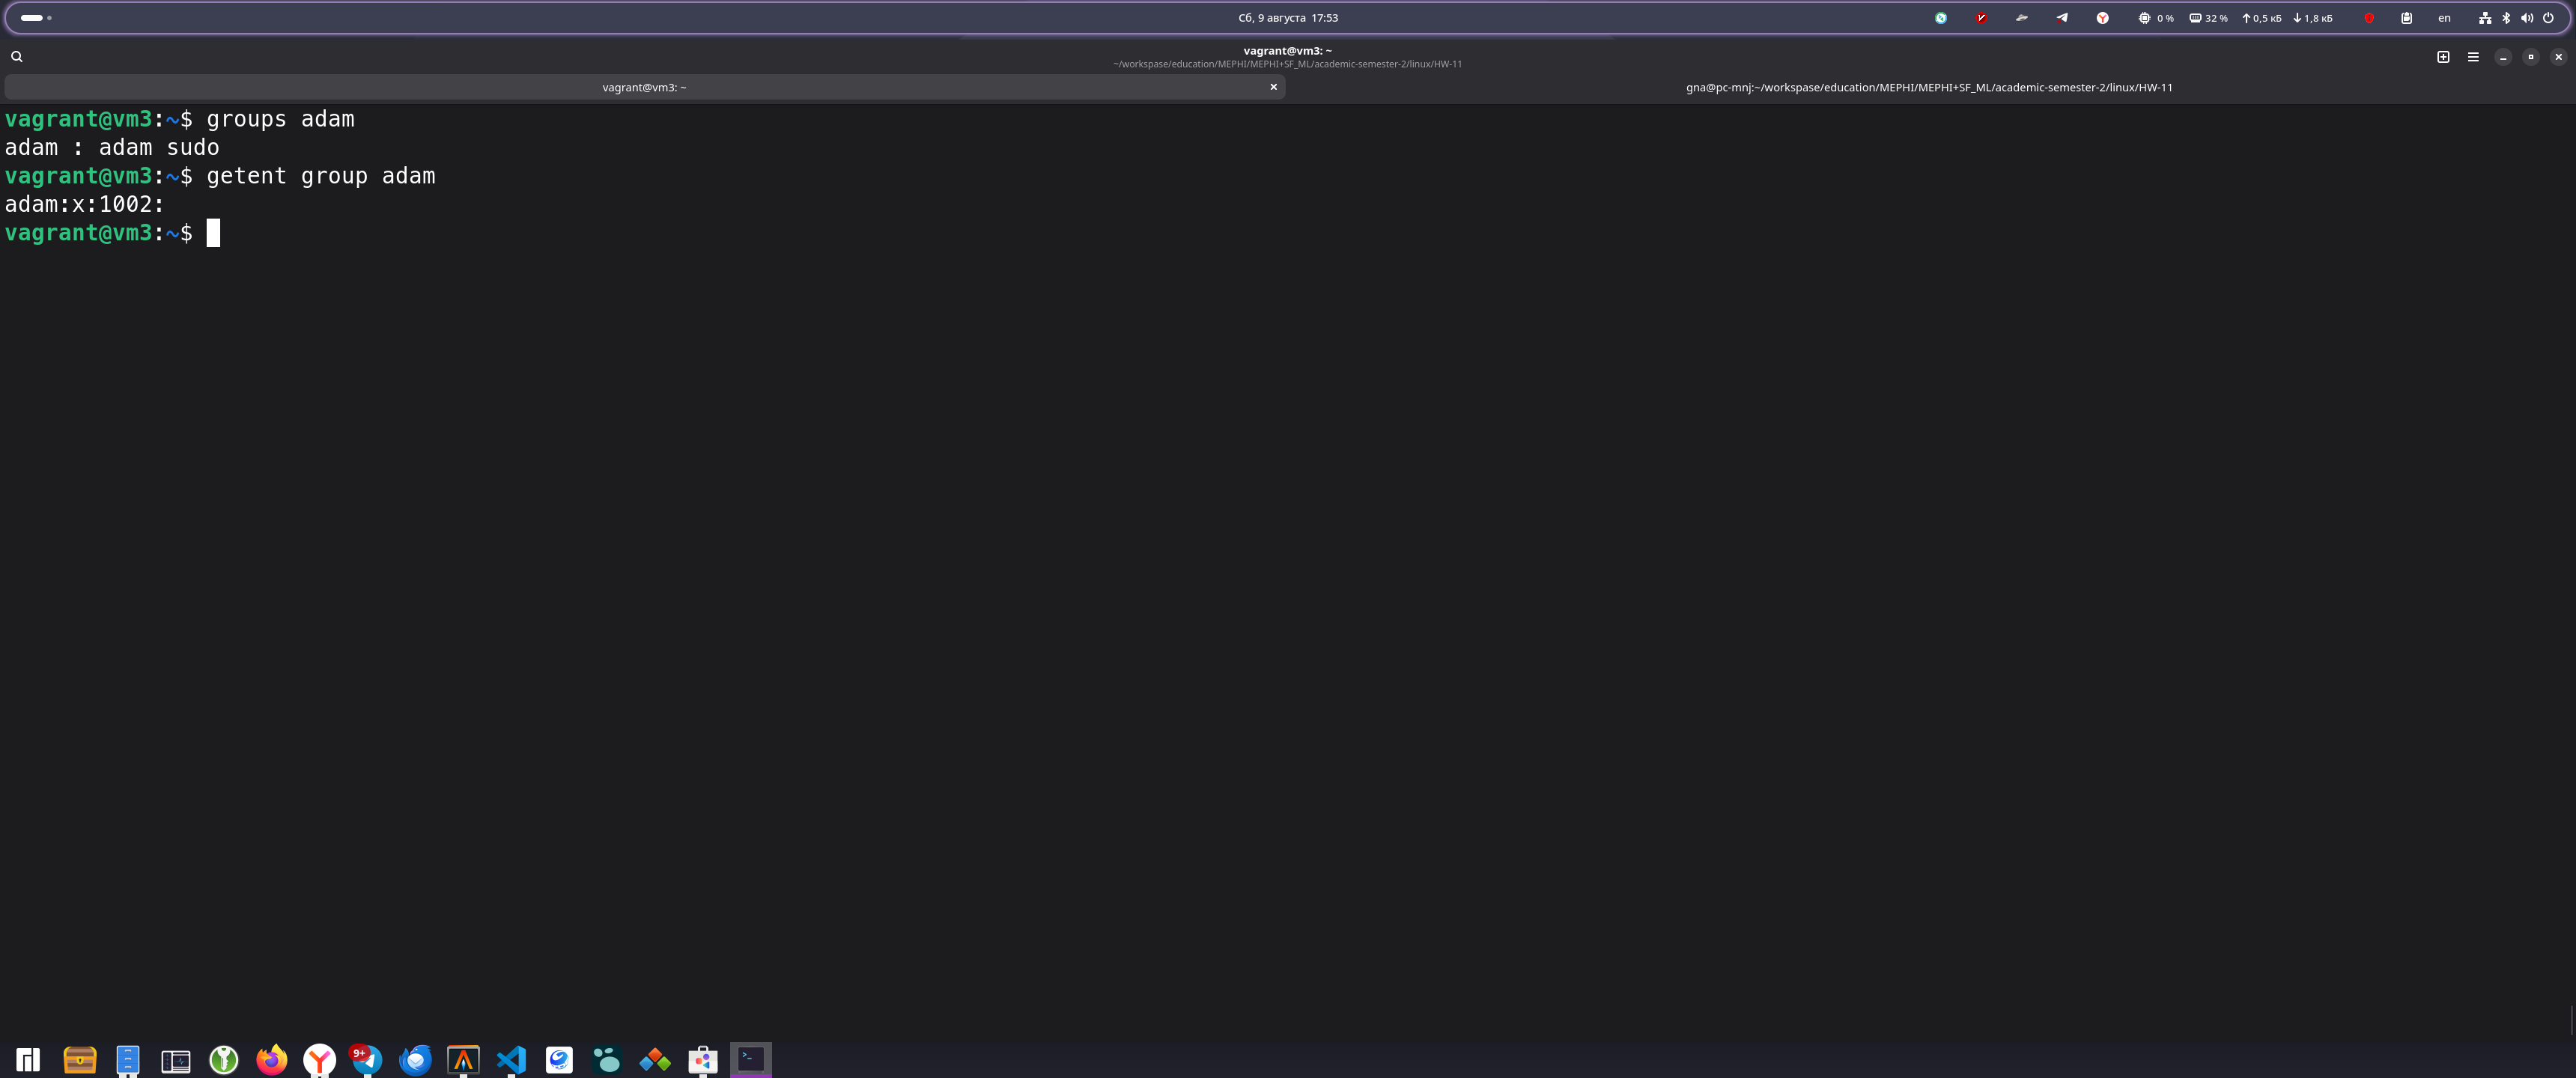 Сб, 9 августа 17:53
0 % 32 % 0,5 кБ 1,8 кБ en
vagrant@vm3: ~
~/workspase/education/MEPHI/MEPHI+SF_ML/academic-semester-2/linux/HW-11
vagrant@vm3: ~
gna@pc-mnj:~/workspase/education/MEPHI/MEPHI+SF_ML/academic-semester-2/linux/HW-11
vagrant@vm3:~$ groups adam
adam : adam sudo
vagrant@vm3:~$ getent group adam
adam:x:1002:
vagrant@vm3:~$
9+